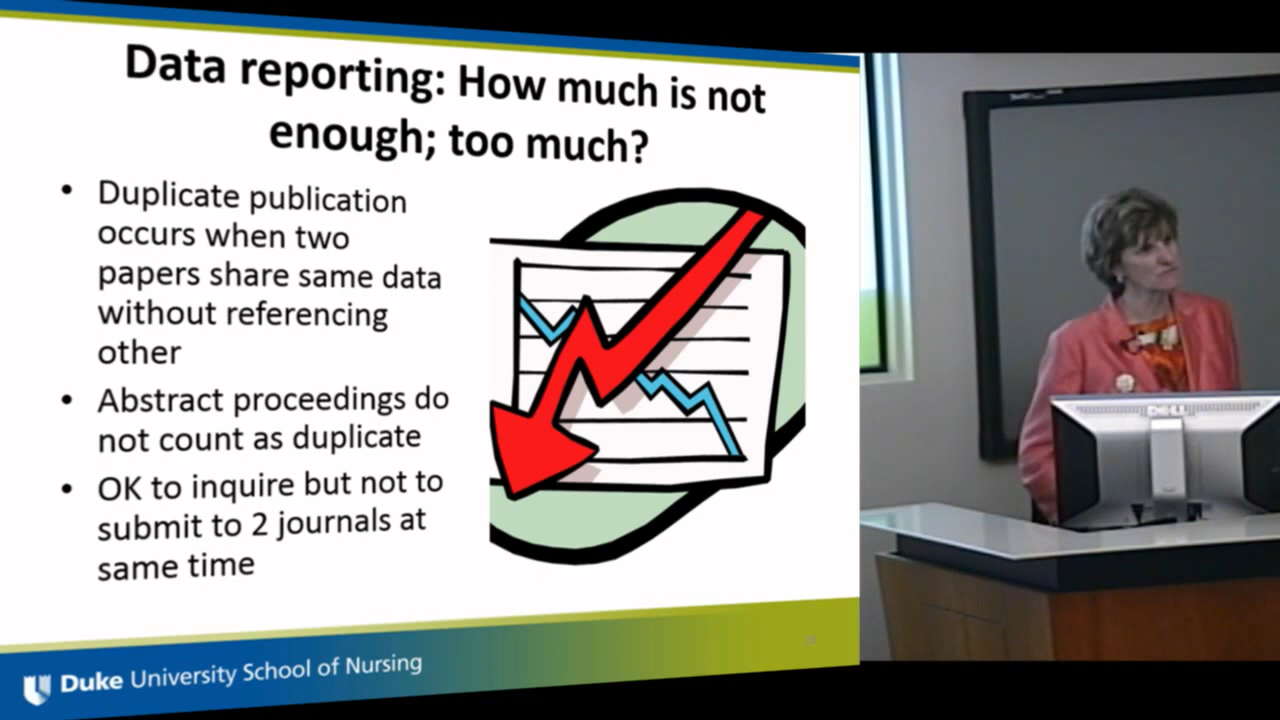 Data reporting: How much is not
enough; too much?
• Duplicate publication
occurs when two
papers share same data
without referencing
other
• Abstract proceedings do
not count as duplicate
• OK to inquire but not to
submit to 2 journals at
same time
Duke University School of Nursing
DELL